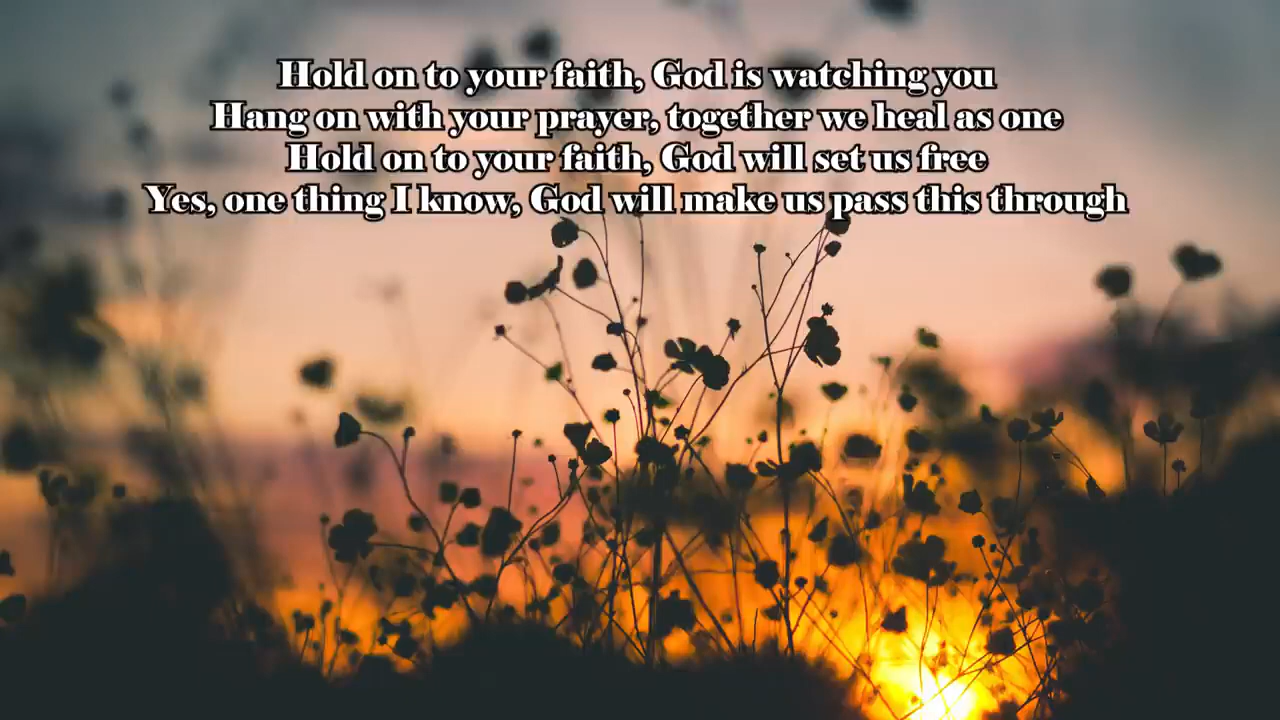 Hold on to your faith, God is watching you
Hang on with your prayer, together we heal as one
Hold on to your faith, God will set us free
Yes, one thing I know, God will make us pass this through